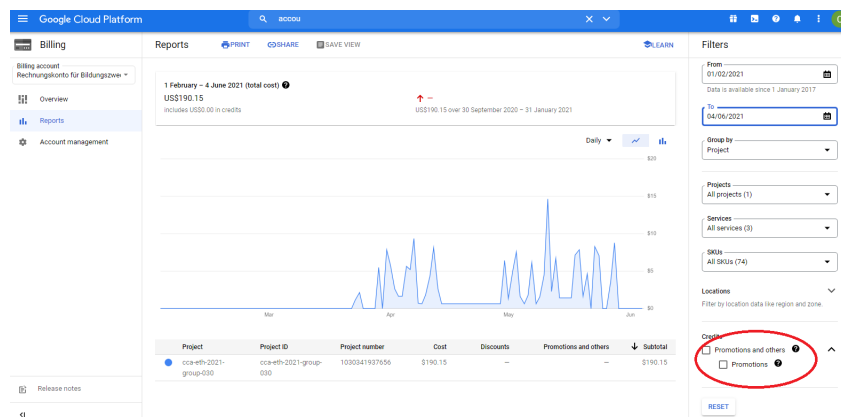 Google Cloud Platform
accou
Billing
Billing account
Rechnungskonto für Bildungszwe
Overview
Reports
Account management
Release notes
Reports
PRINT
SHARE
SAVE VIEW
LEARN
1 February – 4 June 2021 (total cost)
US$190.15
includes US$0.00 in credits
–
US$190.15 over 30 September 2020 – 31 January 2021
Daily
$20
$15
$10
$5
$0
Mar
Apr
May
Jun
Project Project ID Project number Cost Discounts Promotions and others Subtotal
cca-eth-2021-group-030 cca-eth-2021-group-030 1030341937656 $190.15 – – $190.15
Filters
From
01/02/2021
Data is available since 1 January 2017
To
04/06/2021
Group by
Project
Projects
All projects (1)
Services
All services (3)
SKUs
All SKUs (74)
Locations
Filter by location data like region and zone.
Credits
Promotions and others
Promotions
RESET